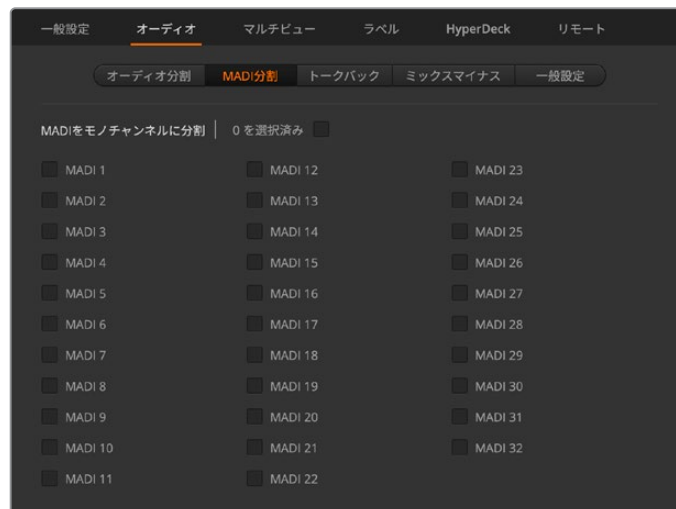 一般設定 オーディオ マルチビュー ラベル HyperDeck リモート
オーディオ分割 MADI分割 トークバック ミックスマイナス 一般設定
MADIをモノチャンネルに分割 0 を選択済み
MADI 1 MADI 12 MADI 23
MADI 2 MADI 13 MADI 24
MADI 3 MADI 14 MADI 25
MADI 4 MADI 15 MADI 26
MADI 5 MADI 16 MADI 27
MADI 6 MADI 17 MADI 28
MADI 7 MADI 18 MADI 29
MADI 8 MADI 19 MADI 30
MADI 9 MADI 20 MADI 31
MADI 10 MADI 21 MADI 32
MADI 11 MADI 22